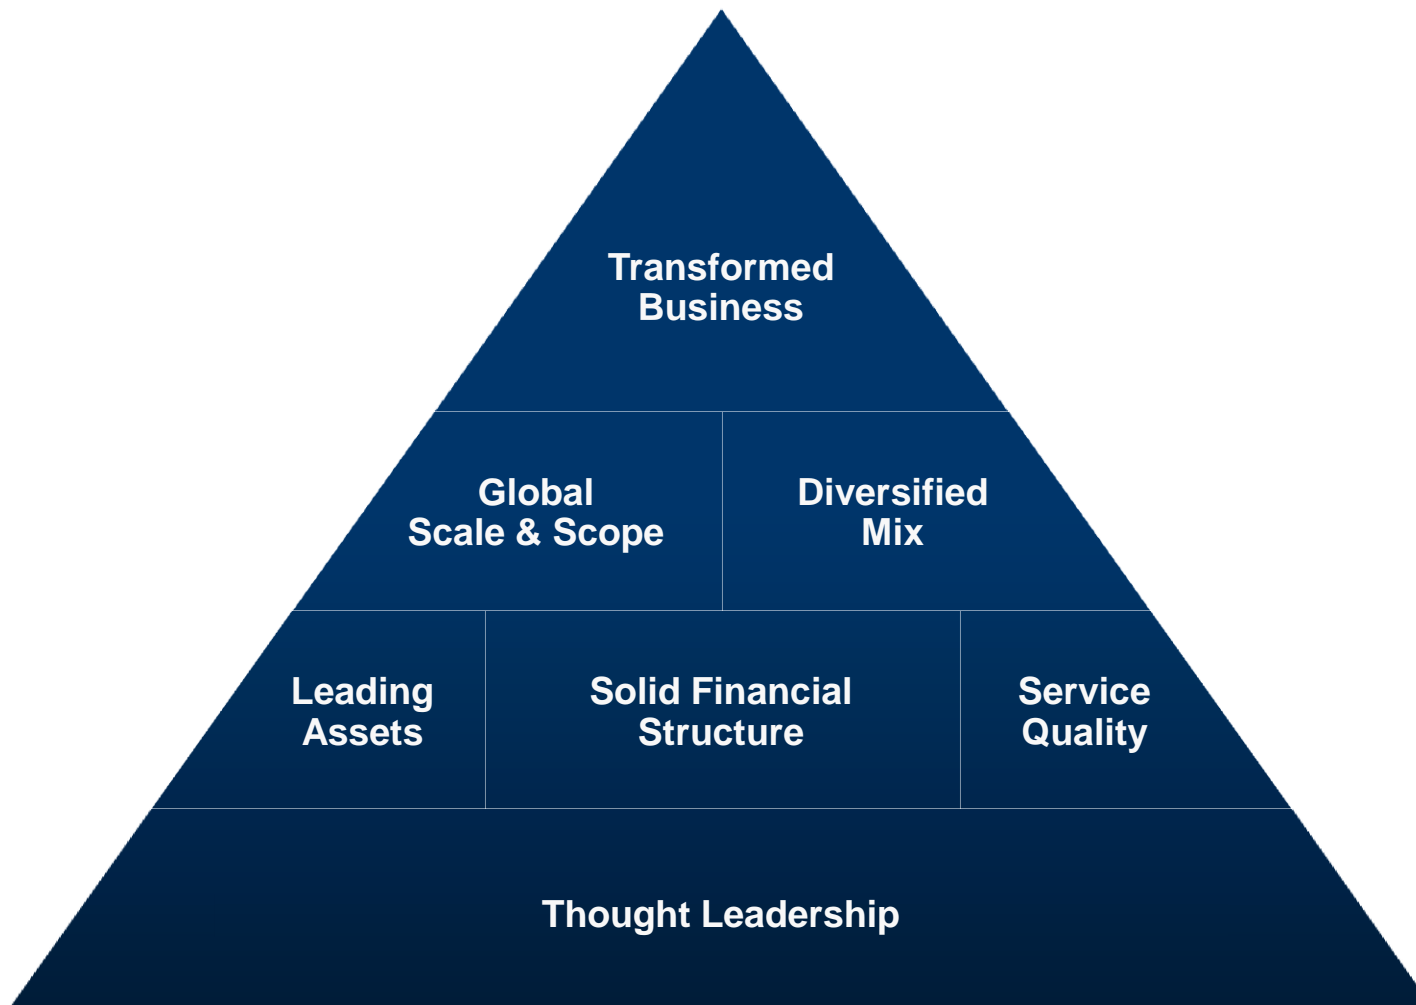 Transformed
Business
Global
Scale & Scope
Diversified
Mix
Leading
Assets
Solid Financial
Structure
Service
Quality
Thought Leadership